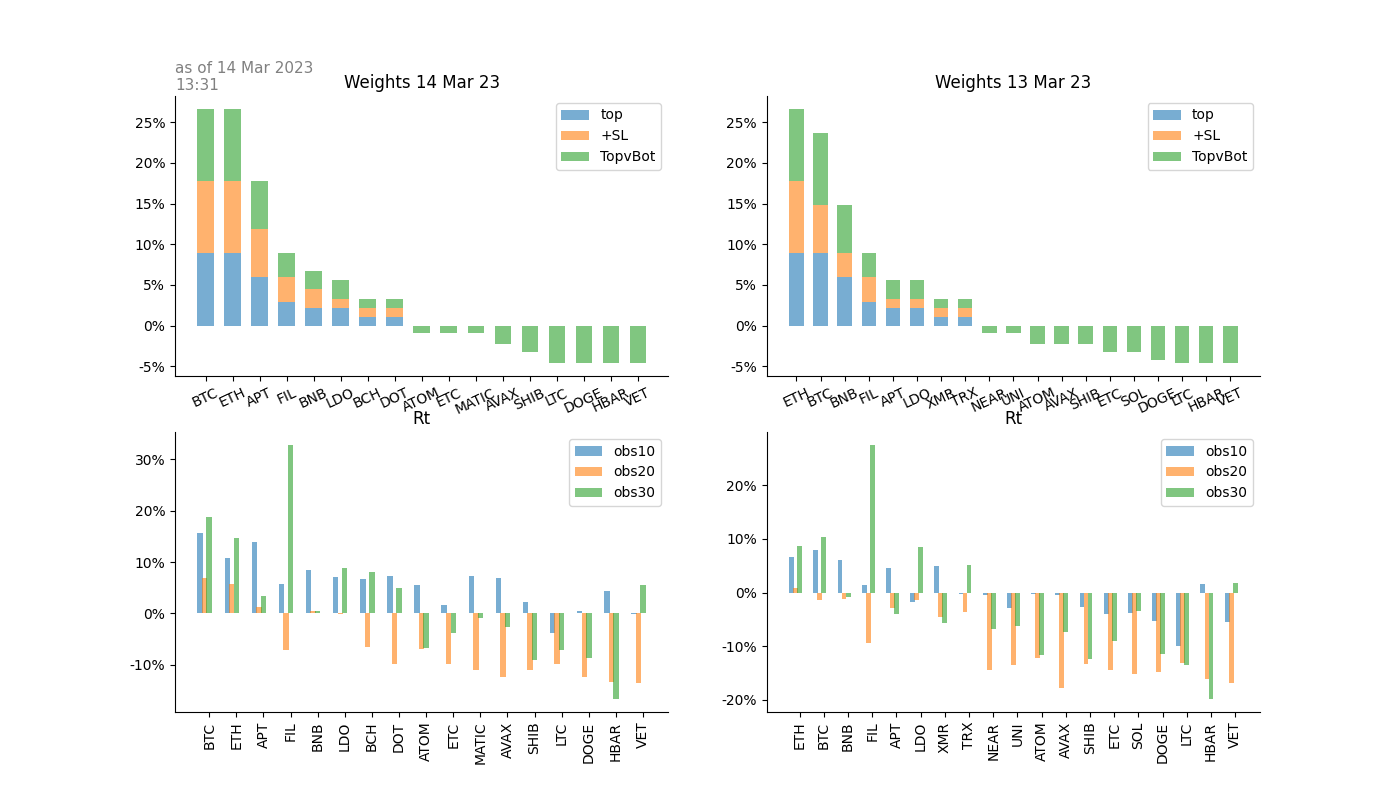 as of 14 Mar 2023
13:31
Weights 14 Mar 23
25%
20%
15%
10%
5%
0%
-5%
top
+SL
TopvBot
BTC ETH APT FIL BNB LDO BCH DOT ATOM ETC MATIC AVAX SHIB LTC DOGE HBAR VET
Weights 13 Mar 23
25%
20%
15%
10%
5%
0%
-5%
top
+SL
TopvBot
ETH BTC BNB FIL APT LDO XMR TRX NEAR UNI ATOM AVAX SHIB ETC SOL DOGE LTC HBAR VET
Rt
30%
20%
10%
0%
-10%
obs10
obs20
obs30
BTC ETH APT FIL BNB LDO BCH DOT ATOM ETC MATIC AVAX SHIB LTC DOGE HBAR VET
Rt
20%
10%
0%
-10%
-20%
obs10
obs20
obs30
ETH BTC BNB FIL APT LDO XMR TRX NEAR UNI ATOM AVAX SHIB ETC SOL DOGE LTC HBAR VET